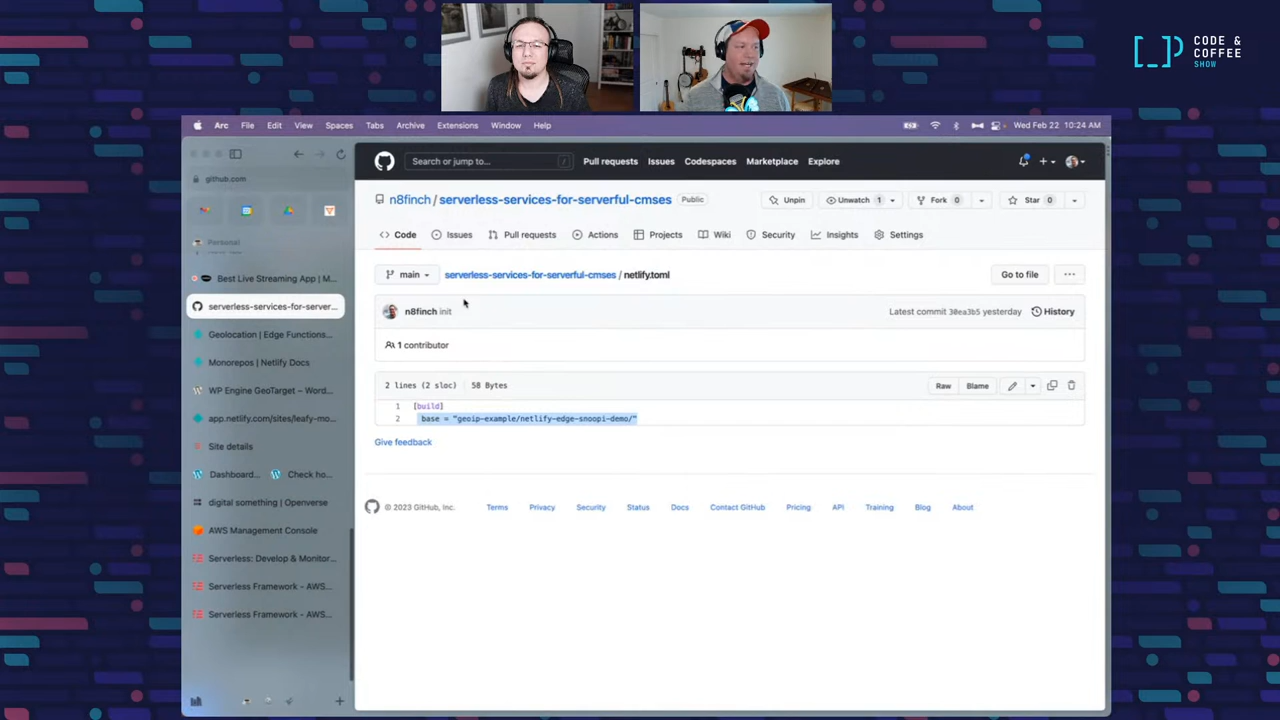 CODE & COFFEE SHOW
Arc File Edit View Spaces Tabs Archive Extensions Window Help Wed Feb 22 10:24 AM
github.com
Personal
Best Live Streaming App | M...
serverless-services-for-server...
Geolocation | Edge Functions...
Monorepos | Netlify Docs
WP Engine GeoTarget – Word...
app.netlify.com/sites/leafy-mo...
Site details
Dashboard... Check ho...
digital something | Openverse
AWS Management Console
Serverless: Develop & Monitor...
Serverless Framework - AWS...
Serverless Framework - AWS...
Search or jump to... / Pull requests Issues Codespaces Marketplace Explore
n8finch / serverless-services-for-serverful-cmses Public Unpin Unwatch 1 Fork 0 Star 0
Code Issues Pull requests Actions Projects Wiki Security Insights Settings
main serverless-services-for-serverful-cmses / netlify.toml Go to file ...
n8finch init Latest commit 30ea3b5 yesterday History
1 contributor
2 lines (2 sloc) 58 Bytes Raw Blame
1 [build]
2 base = "geoip-example/netlify-edge-snoopi-demo/"
Give feedback
© 2023 GitHub, Inc. Terms Privacy Security Status Docs Contact GitHub Pricing API Training Blog About